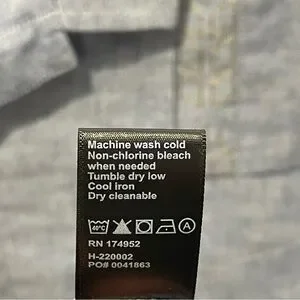 Machine wash cold
Non-chlorine bleach
when needed
Tumble dry low
Cool iron
Dry cleanable
40°C A
RN 174952
H-220002
PO# 0041863